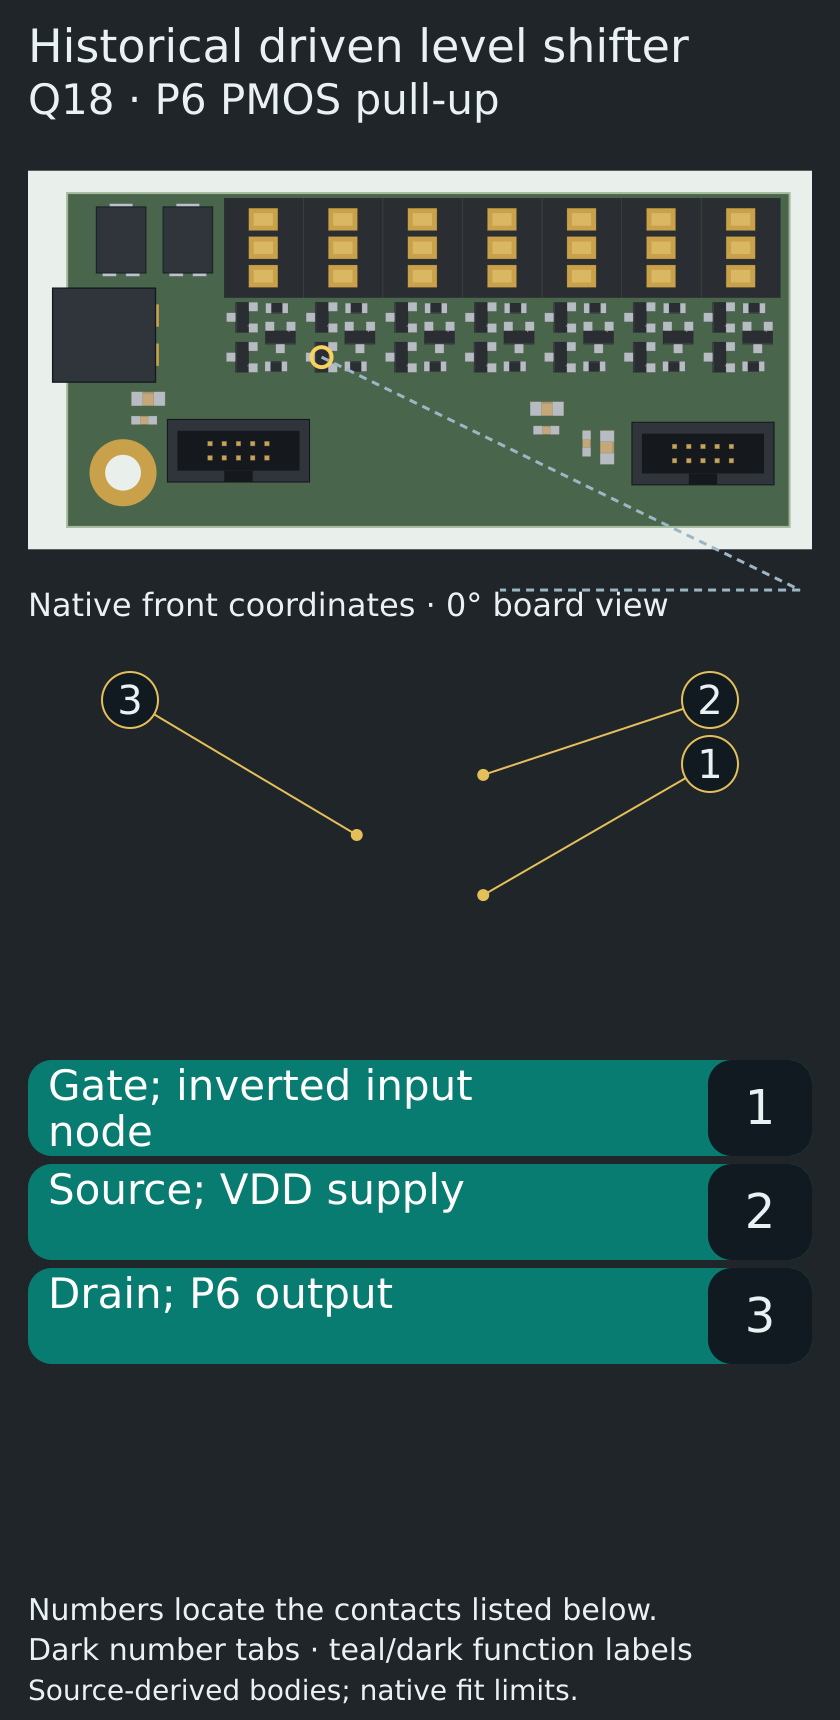 Historical driven level shifter
Q18 · P6 PMOS pull-up
Native front coordinates · 0° board view
3
2
1
Gate; inverted input
node
1
Source; VDD supply
2
Drain; P6 output
3
Numbers locate the contacts listed below.
Dark number tabs · teal/dark function labels
Source-derived bodies; native fit limits.